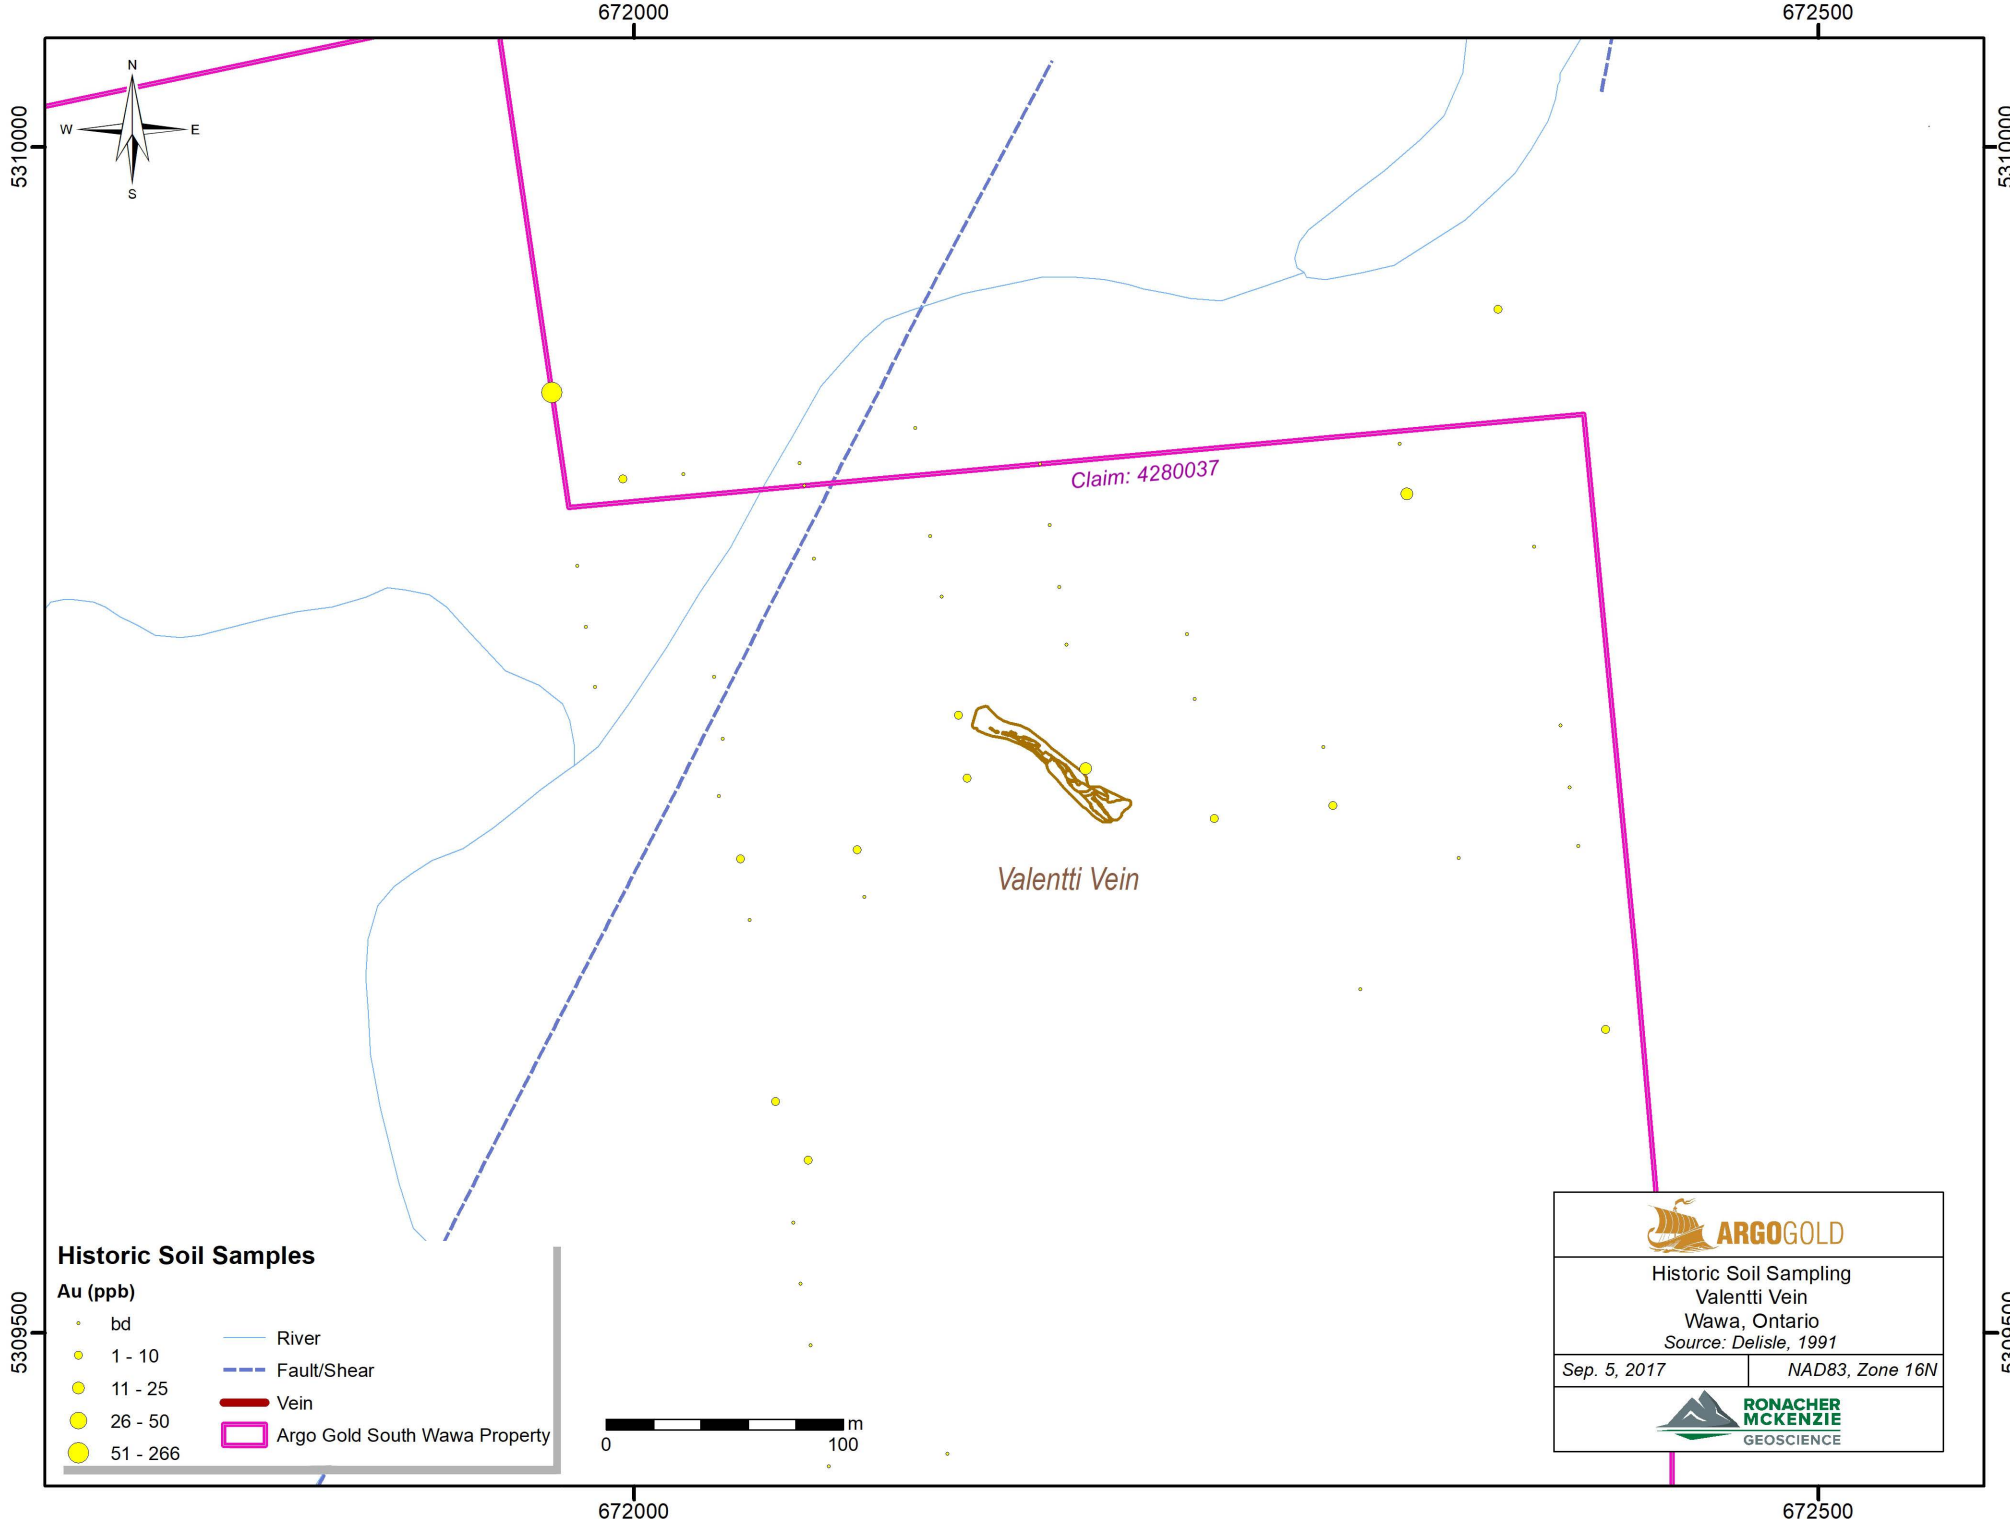 672000
672500
N
W
E
S
5310000
5310000
Claim: 4280037
Valentti Vein
Historic Soil Samples
Au (ppb)
bd
1 - 10
11 - 25
26 - 50
51 - 266
River
Fault/Shear
Vein
Argo Gold South Wawa Property
m
0
100
5309500
5309500
ARGOGOLD
Historic Soil Sampling
Valentti Vein
Wawa, Ontario
Source: Delisle, 1991
Sep. 5, 2017
NAD83, Zone 16N
RONACHER
MCKENZIE
GEOSCIENCE
672000
672500